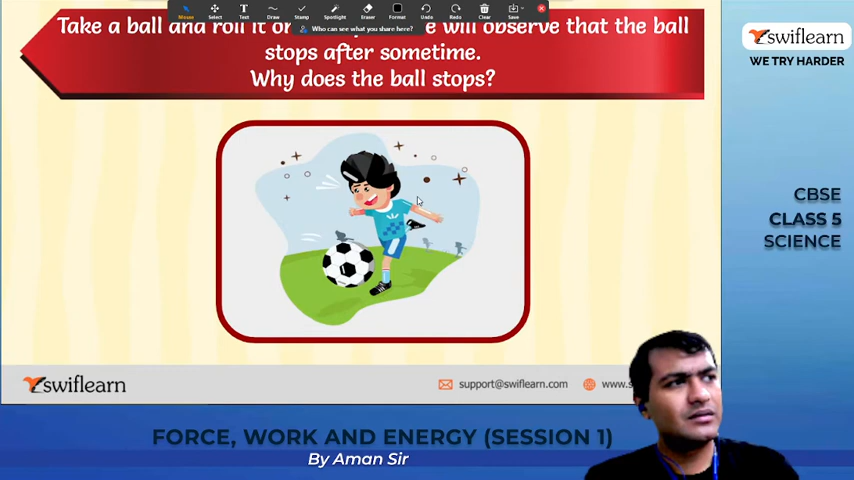 Mouse Select Text Draw Stamp Spotlight Eraser Format Undo Redo Clear Save
Who can see what you share here?
Take a ball and roll it on will observe that the ball
stops after sometime.
Why does the ball stops?
swiflearn
WE TRY HARDER
CBSE
CLASS 5
SCIENCE
swiflearn
support@swiflearn.com
FORCE, WORK AND ENERGY (SESSION 1)
By Aman Sir